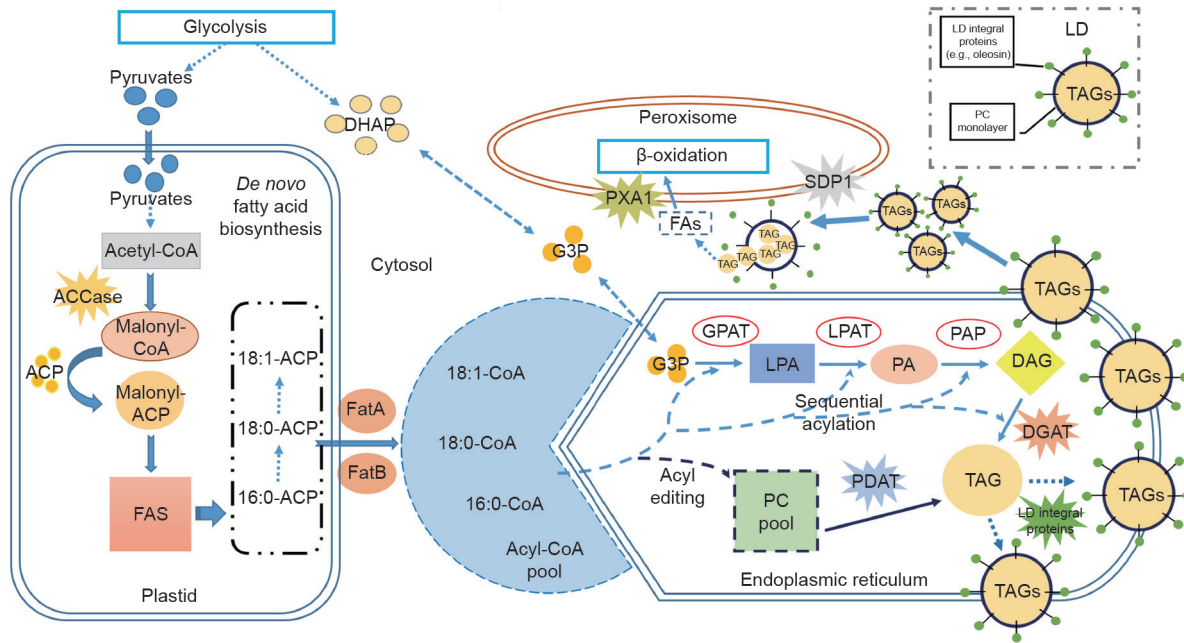 Glycolysis
Pyruvates
DHAP
Pyruvates
De novo
fatty acid
biosynthesis
Acetyl-CoA
ACCase
Malonyl-
CoA
ACP
Malonyl-
ACP
FAS
18:1-ACP
18:0-ACP
16:0-ACP
Plastid
FatA
FatB
Cytosol
G3P
18:1-CoA
18:0-CoA
16:0-CoA
Acyl-CoA
pool
Peroxisome
β-oxidation
PXA1
SDP1
FAs
TAG
TAG
TAG
TAG
TAG
TAG
TAGs
TAGs
TAGs
LD integral
proteins
(e.g., oleosin)
LD
TAGs
PC
monolayer
TAGs
G3P
GPAT
LPA
LPAT
PA
PAP
DAG
Sequential
acylation
DGAT
Acyl
editing
PC
pool
PDAT
TAG
LD integral
proteins
TAGs
TAGs
TAGs
Endoplasmic reticulum